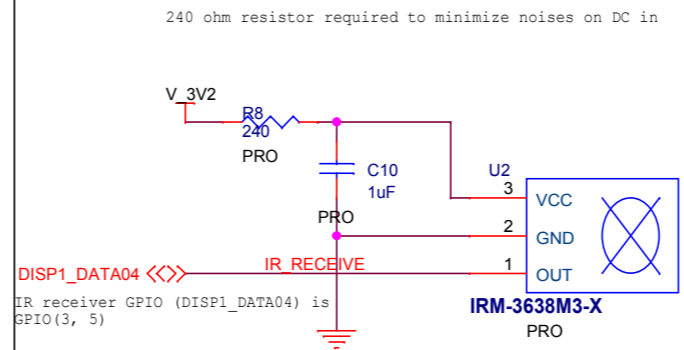 240 ohm resistor required to minimize noises on DC in
V_3V2
R8
240
PRO
C10
1uF
PRO
U2
3
VCC
2
GND
1
OUT
DISP1_DATA04
IR_RECEIVE
IR receiver GPIO (DISP1_DATA04) is
GPIO(3, 5)
IRM-3638M3-X
PRO